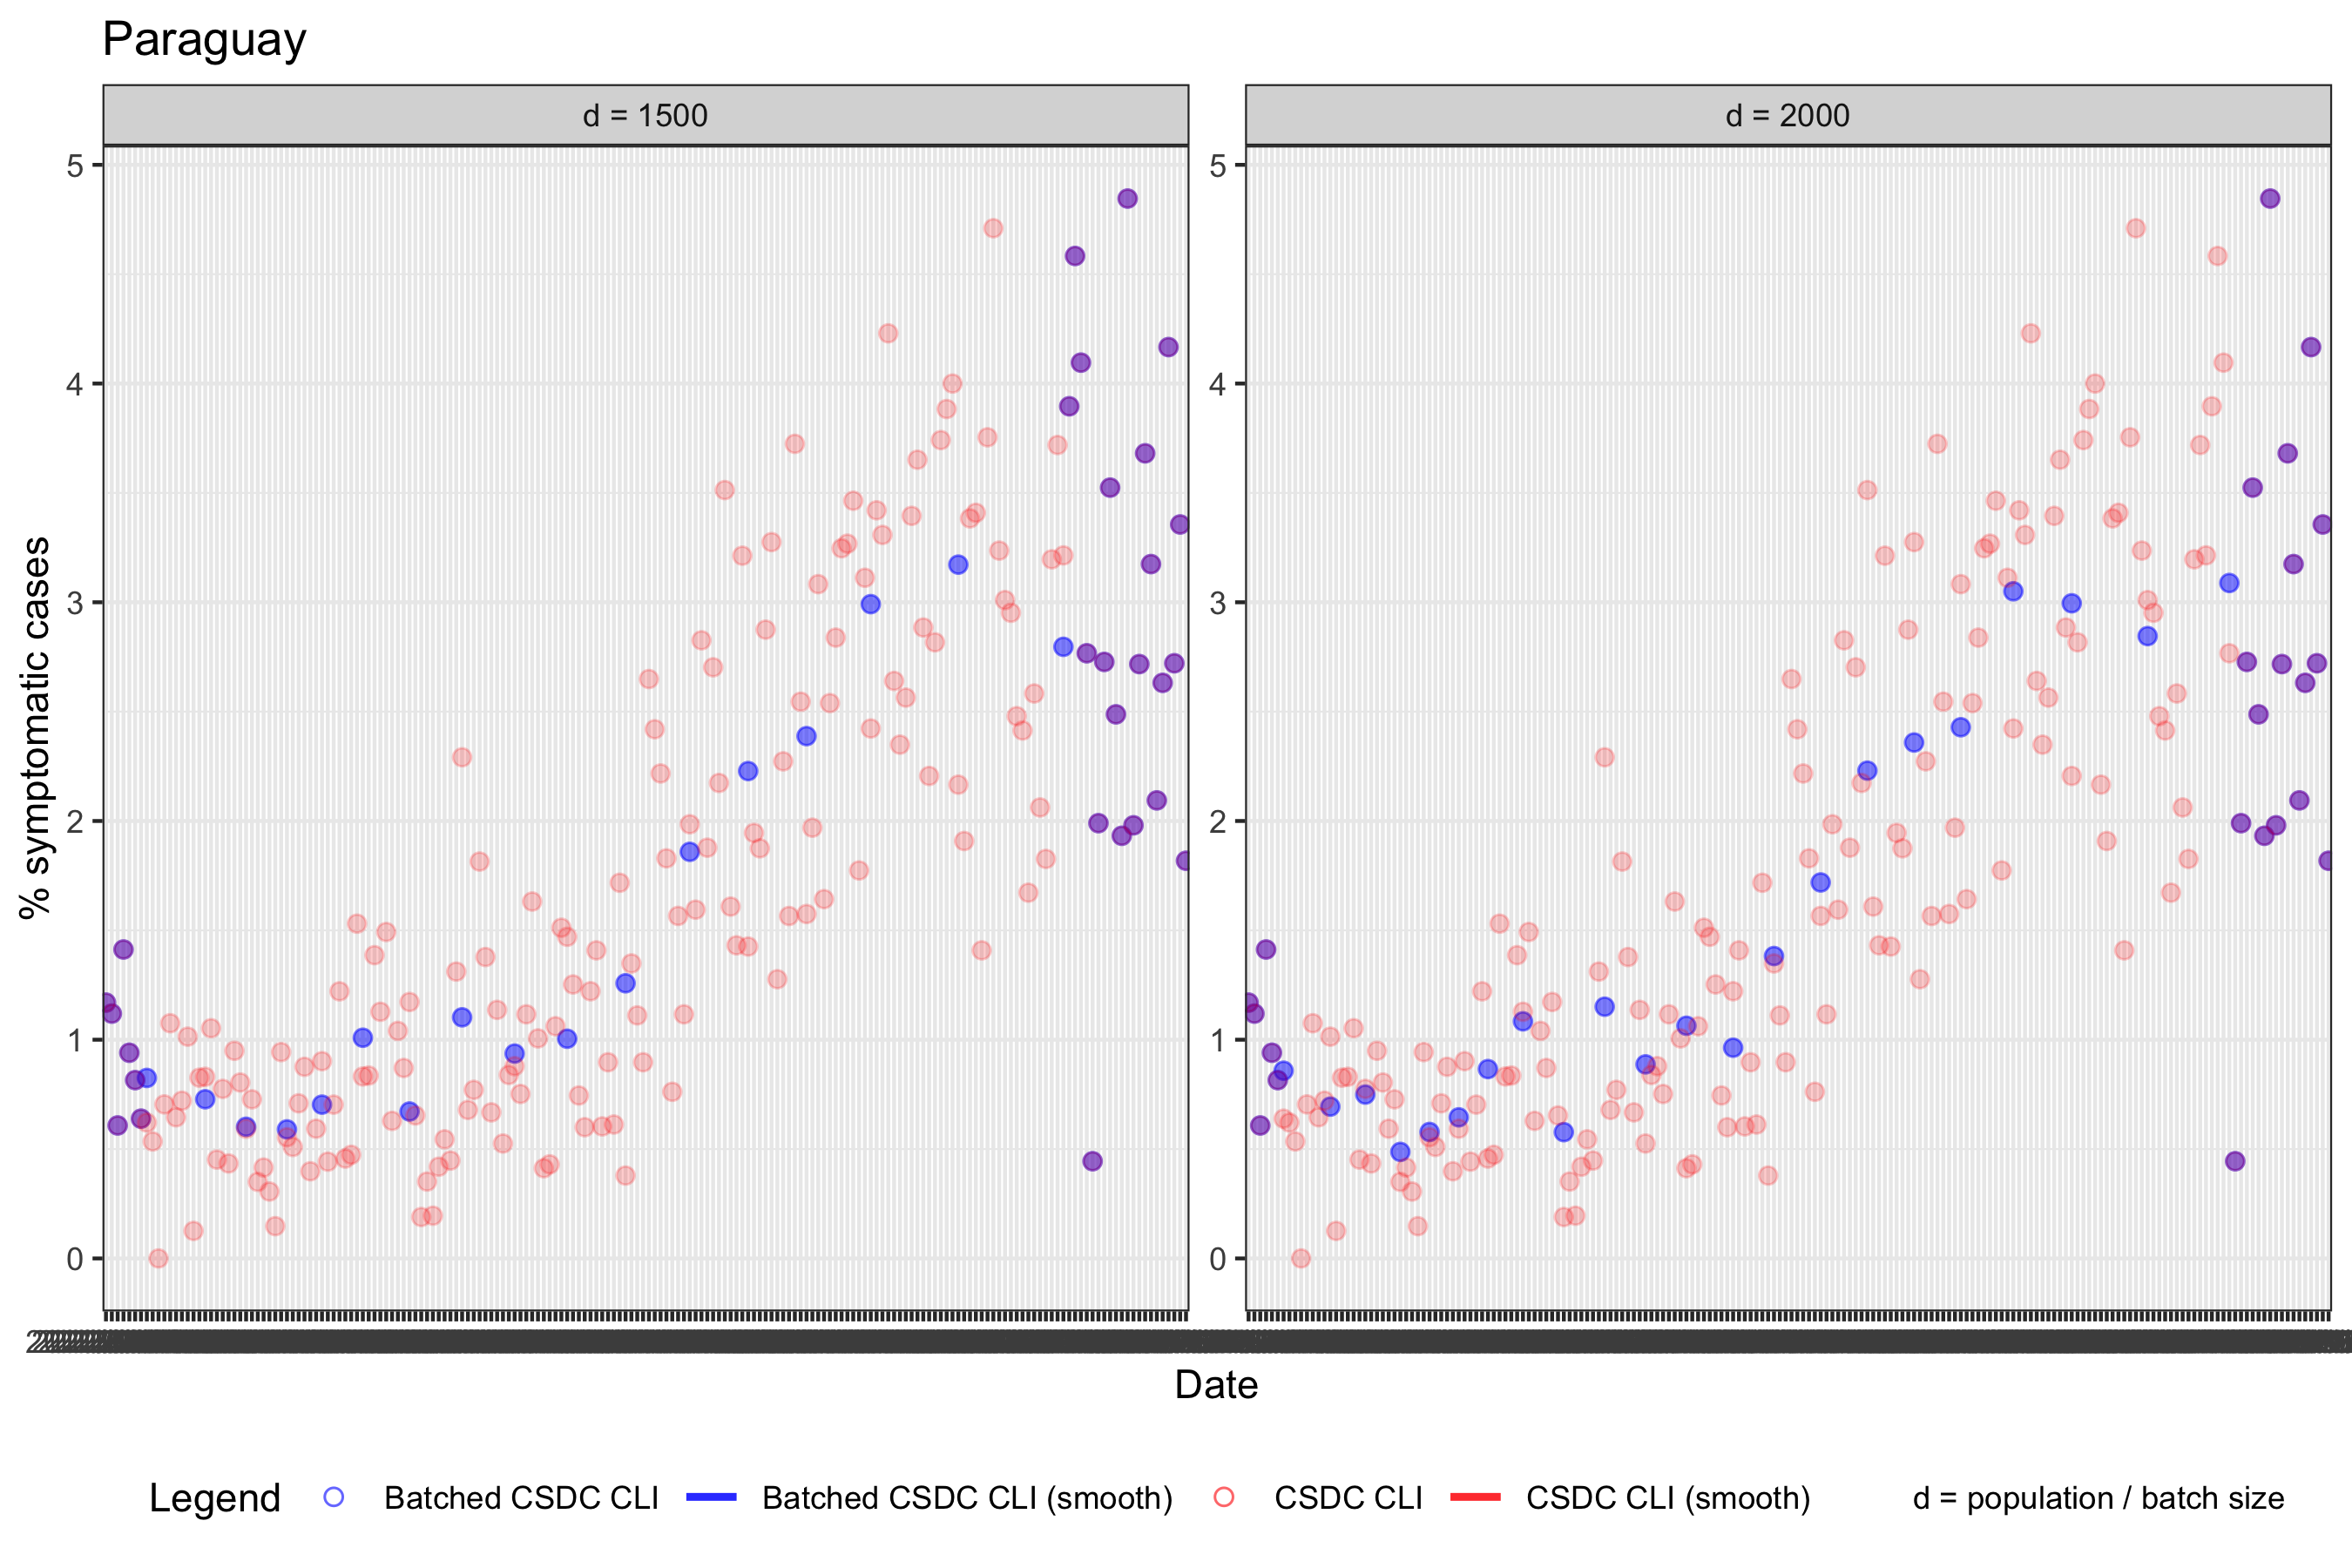 Paraguay
d = 1500
d = 2000
5
4
3
2
1
0
5
4
3
2
1
0
% symptomatic cases
Date
Legend
Batched CSDC CLI
Batched CSDC CLI (smooth)
CSDC CLI
CSDC CLI (smooth)
d = population / batch size